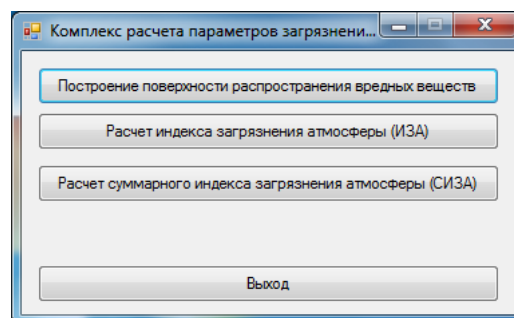 Комплекс расчета параметров загрязнени...
Построение поверхности распространения вредных веществ
Расчет индекса загрязнения атмосферы (ИЗА)
Расчет суммарного индекса загрязнения атмосферы (СИЗА)
Выход